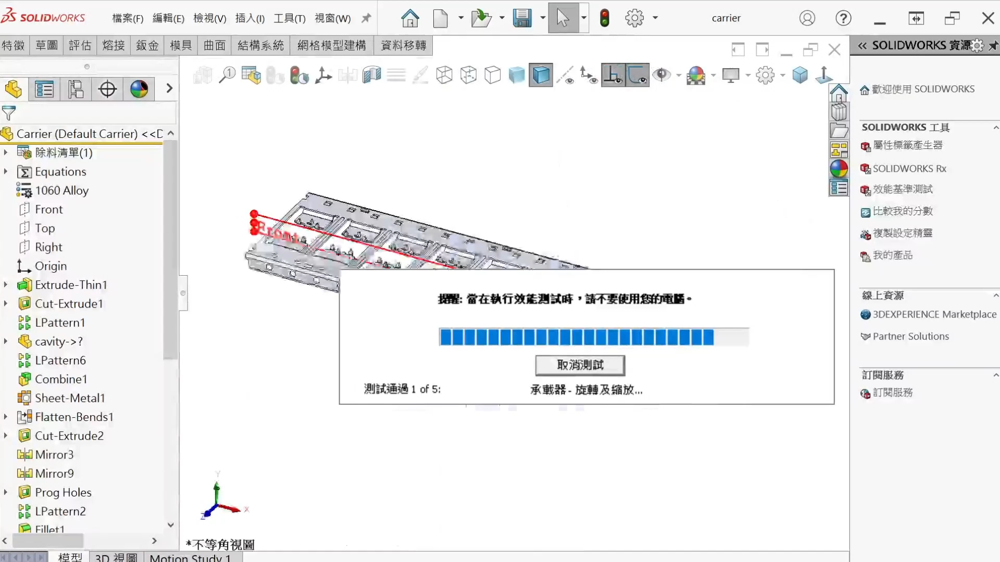 SOLIDWORKS
檔案(F) 編輯(E) 檢視(V) 插入(I) 工具(T) 視窗(W)
carrier
特徵 草圖 評估 熔接 鈑金 模具 曲面 結構系統 網格模型建構 資料移轉
SOLIDWORKS 資源
歡迎使用 SOLIDWORKS
SOLIDWORKS 工具
屬性標籤產生器
SOLIDWORKS Rx
效能基準測試
比較我的分數
複製設定精靈
我的產品
線上資源
3DEXPERIENCE Marketplace
Partner Solutions
訂閱服務
訂閱服務
Carrier (Default Carrier) <<D
除料清單(1)
Equations
1060 Alloy
Front
Top
Right
Origin
Extrude-Thin1
Cut-Extrude1
LPattern1
cavity->?
LPattern6
Combine1
Sheet-Metal1
Flatten-Bends1
Cut-Extrude2
Mirror3
Mirror9
Prog Holes
LPattern2
Fillet1
Front
提醒: 當在執行效能測試時，請不要使用您的電腦。
取消測試
測試通過 1 of 5:
承載器 - 旋轉及縮放...
Y
X
Z
*不等角視圖
模型 3D 視圖 Motion Study 1